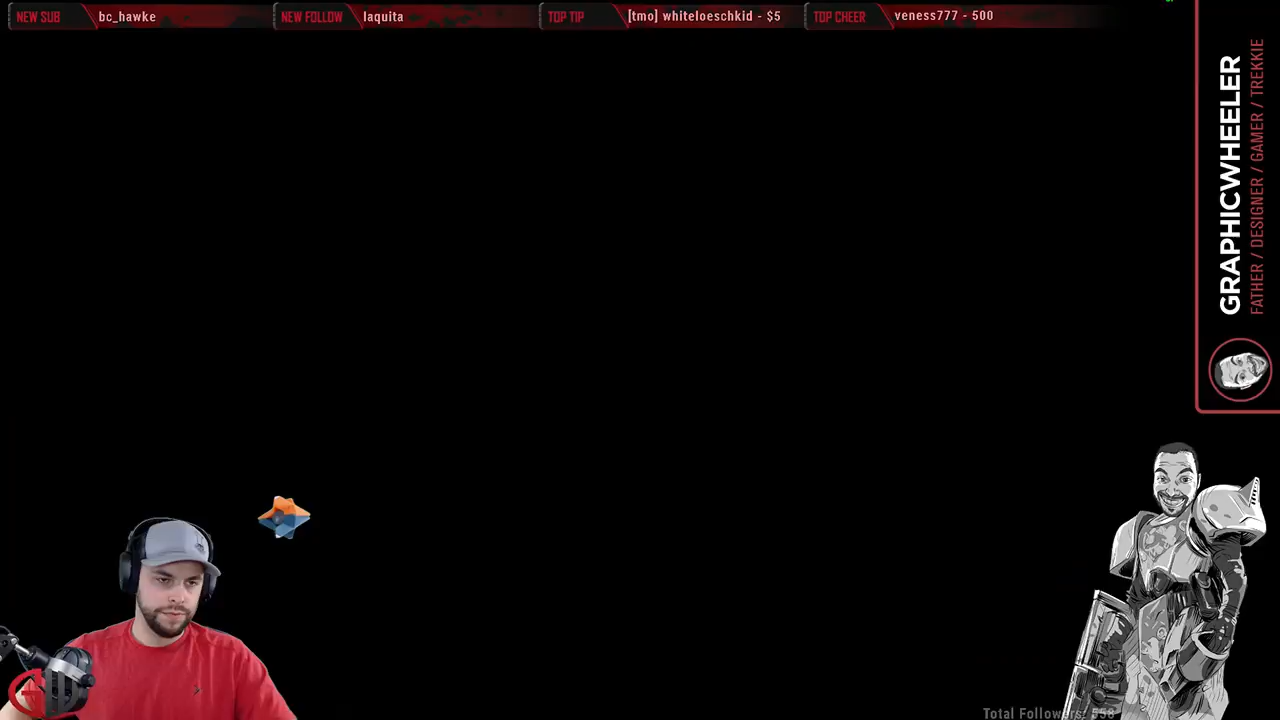 NEW SUB bc_hawke NEW FOLLOW laquita TOP TIP [tmo] whiteloeschkid - $5 TOP CHEER veness777 - 500
GRAPHICWHEELER
FATHER / DESIGNER / GAMER / TREKKIE
Total Followers: 558